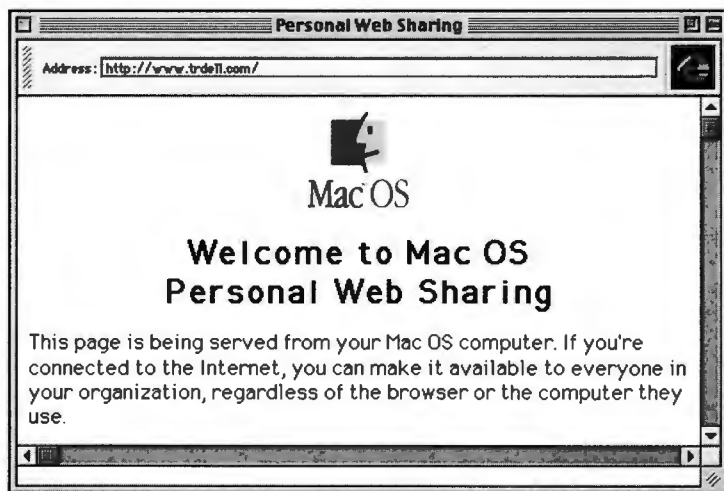 Personal Web Sharing
Address: http://www.trdell.com/
Mac OS
Welcome to Mac OS
Personal Web Sharing
This page is being served from your Mac OS computer. If you're
connected to the Internet, you can make it available to everyone in
your organization, regardless of the browser or the computer they
use.